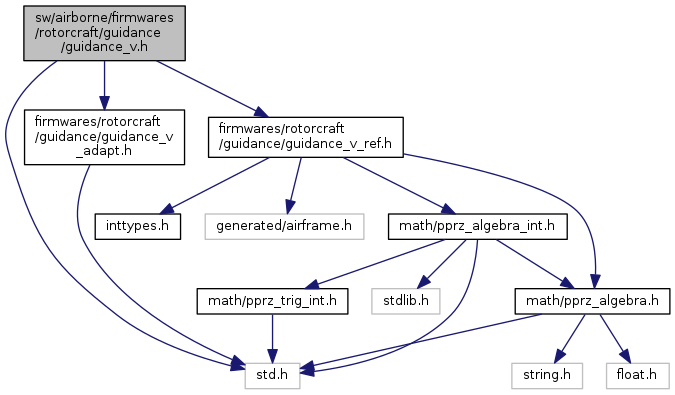 sw/airborne/firmwares
/rotorcraft/guidance
/guidance_v.h
firmwares/rotorcraft
/guidance/guidance_v
_adapt.h
firmwares/rotorcraft
/guidance/guidance_v_ref.h
inttypes.h
generated/airframe.h
math/pprz_algebra_int.h
math/pprz_trig_int.h
stdlib.h
math/pprz_algebra.h
std.h
string.h
float.h